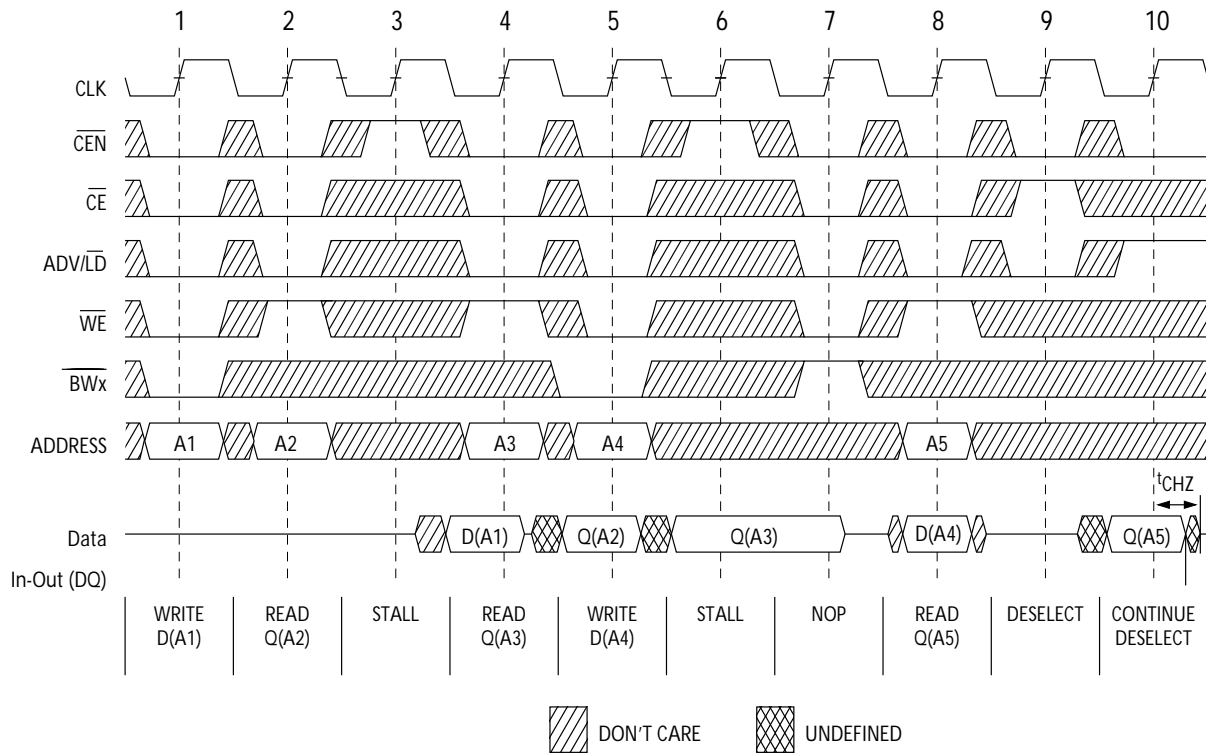 1 2 3 4 5 6 7 8 9 10
CLK
CEN
CE
ADV/LD
WE
BWx
ADDRESS A1 A2 A3 A4 A5
tCHZ
Data D(A1) Q(A2) Q(A3) D(A4) Q(A5)
In-Out (DQ)
WRITE READ STALL READ WRITE STALL NOP READ DESELECT CONTINUE
D(A1) Q(A2) Q(A3) D(A4) Q(A5) DESELECT
DON'T CARE UNDEFINED